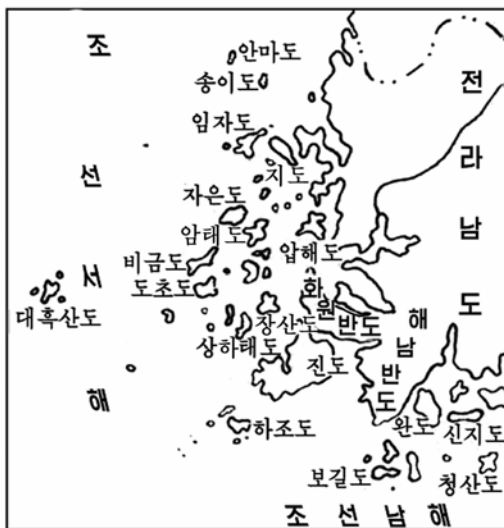 조선서해
전라남도
안마도
송이도
임자도
지도
자은도
암태도
압해도
비금도
도초도
대흑산도
화원반도
장산도
상하태도
해남반도
진도
하조도
완도
신지도
보길도
청산도
조선남해